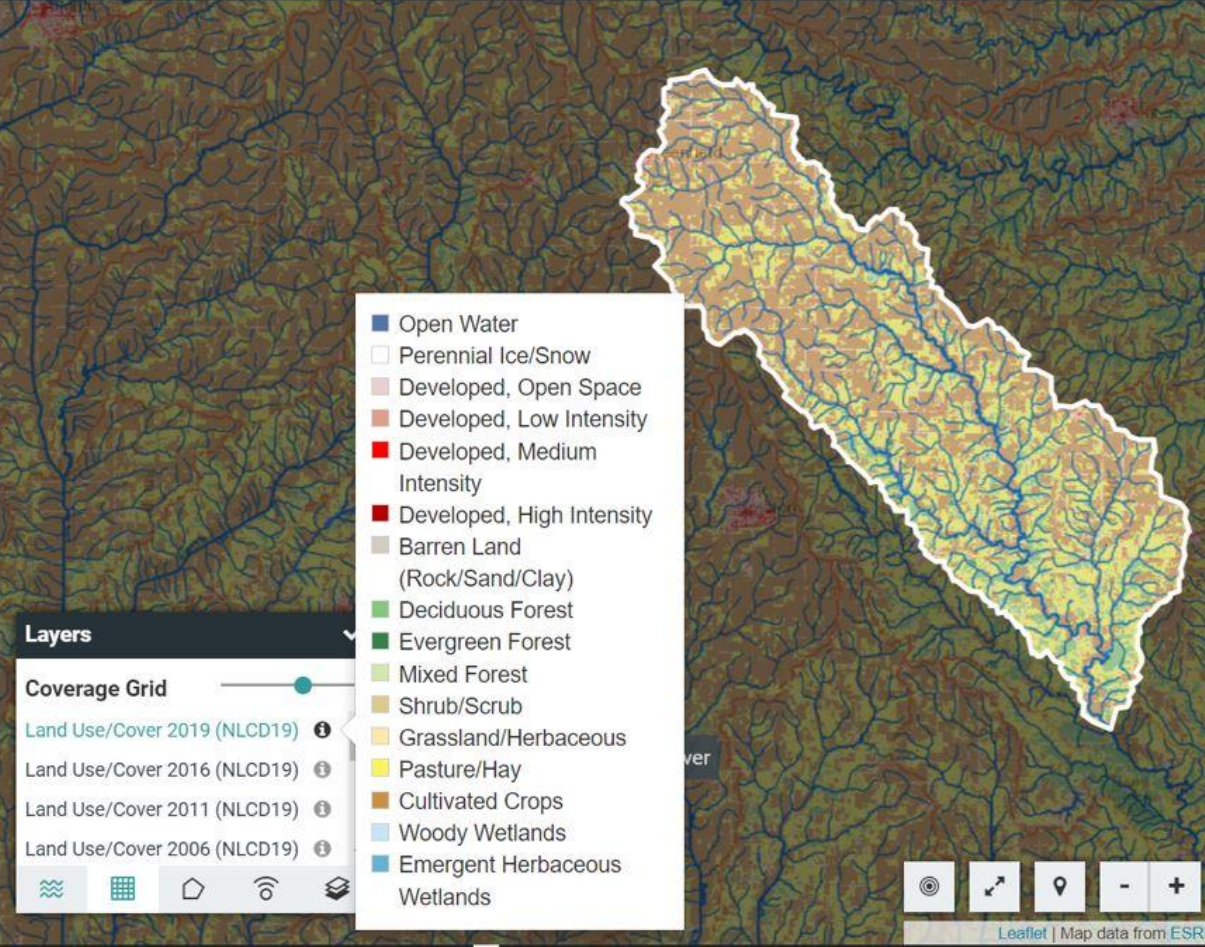 Open Water
Perennial Ice/Snow
Developed, Open Space
Developed, Low Intensity
Developed, Medium
Intensity
Developed, High Intensity
Barren Land
(Rock/Sand/Clay)
Deciduous Forest
Evergreen Forest
Mixed Forest
Shrub/Scrub
Grassland/Herbaceous
Pasture/Hay
Cultivated Crops
Woody Wetlands
Emergent Herbaceous
Wetlands
Layers
Coverage Grid
Land Use/Cover 2019 (NLCD19)
Land Use/Cover 2016 (NLCD19)
Land Use/Cover 2011 (NLCD19)
Land Use/Cover 2006 (NLCD19)
ver
- +
Leaflet | Map data from ESR